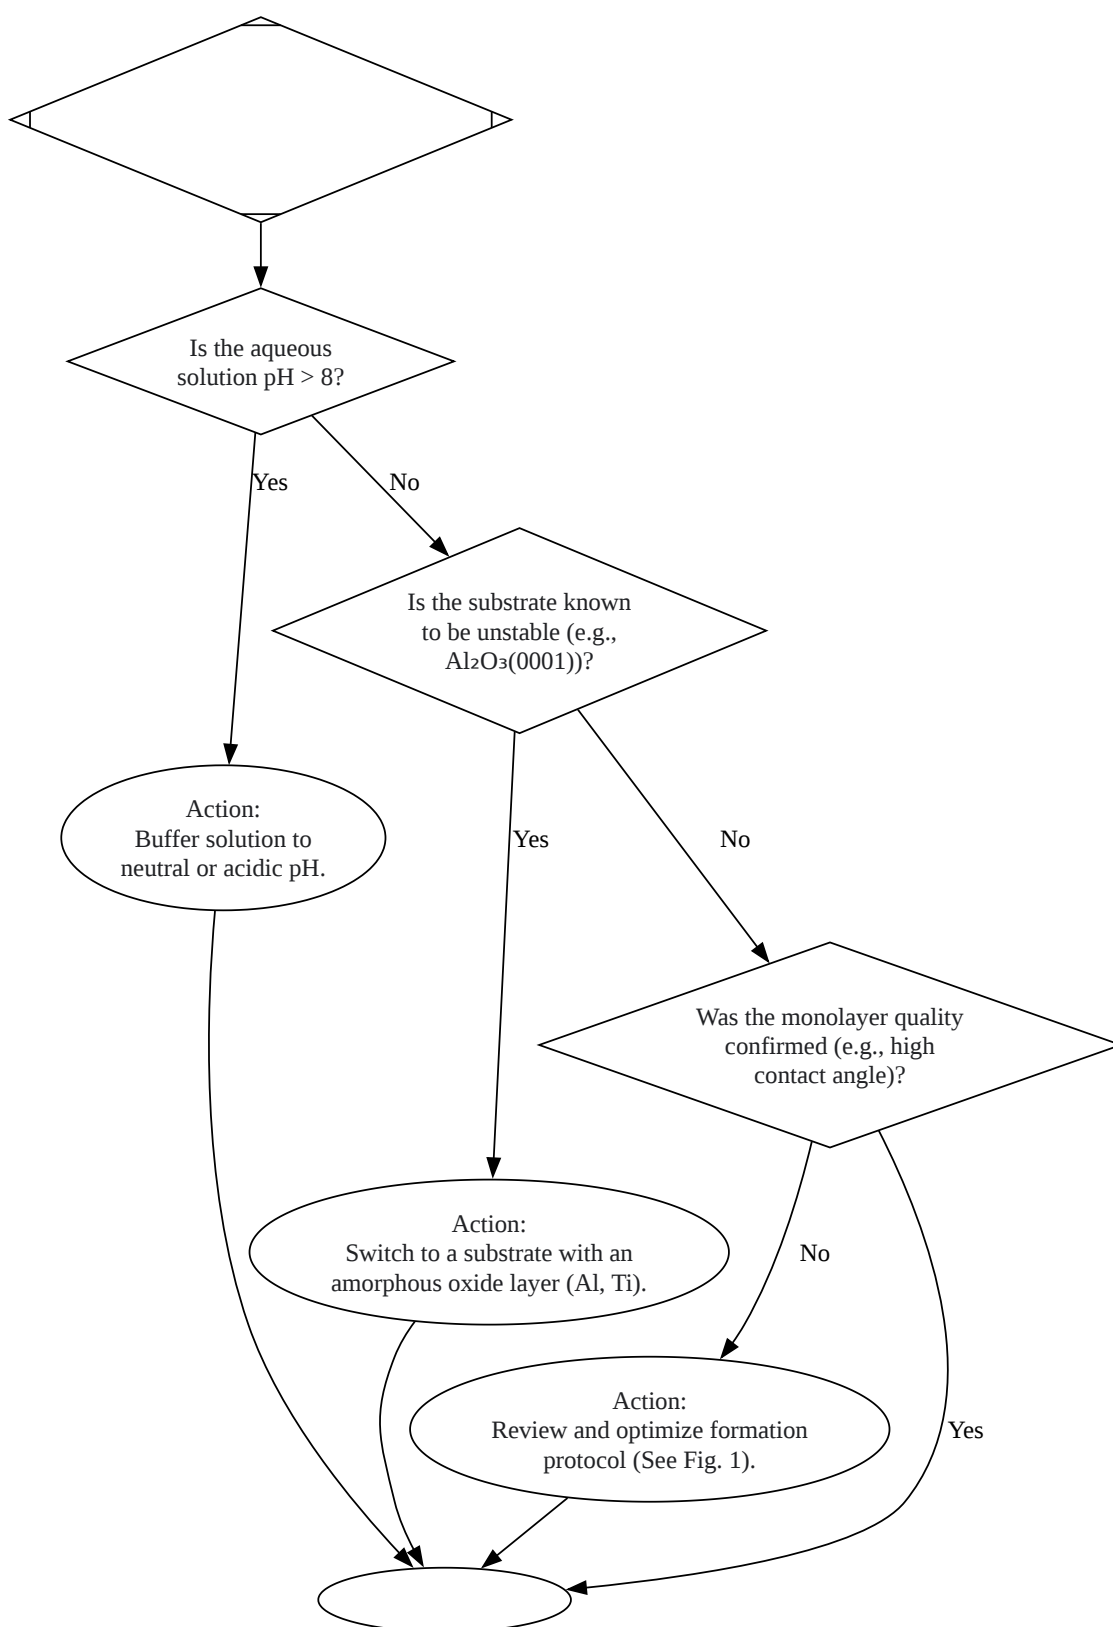 Is the aqueous
solution pH > 8?
Yes
No
Is the substrate known
to be unstable (e.g.,
Al₂O₃(0001))?
Action:
Buffer solution to
neutral or acidic pH.
Yes
No
Was the monolayer quality
confirmed (e.g., high
contact angle)?
Action:
Switch to a substrate with an
amorphous oxide layer (Al, Ti).
No
Action:
Review and optimize formation
protocol (See Fig. 1).
Yes